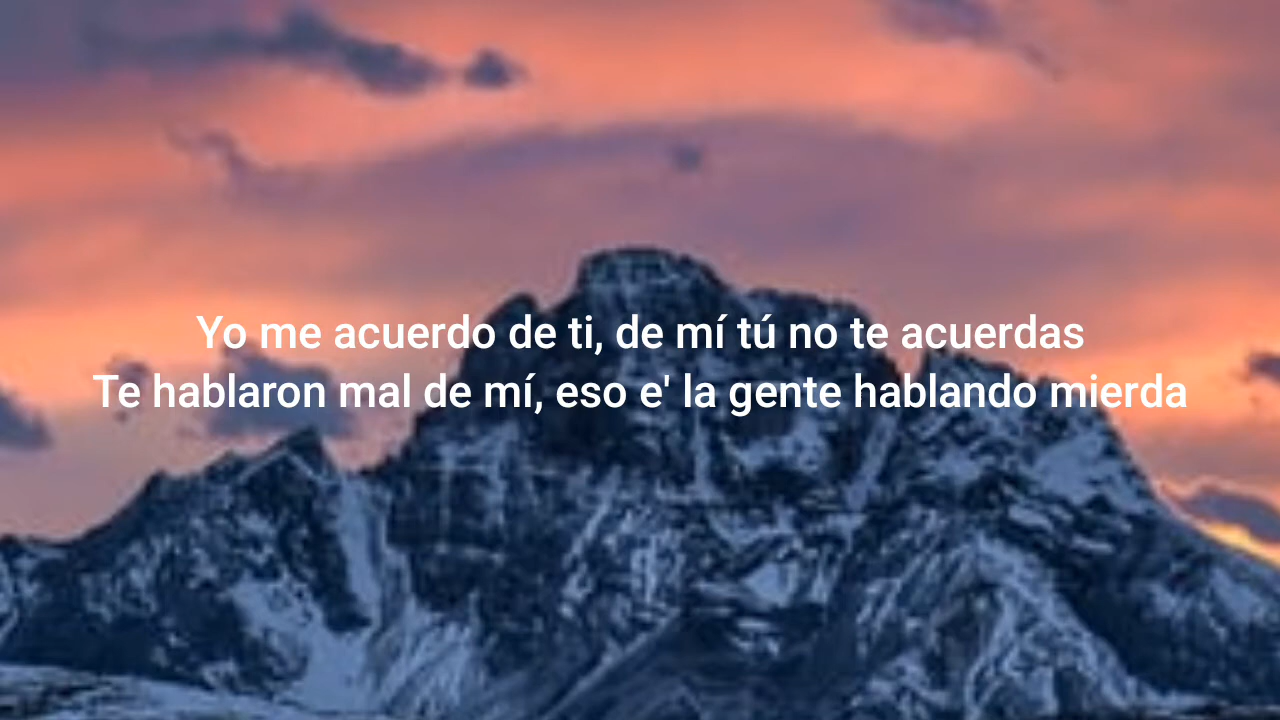 Yo me acuerdo de ti, de mí tú no te acuerdas
Te hablaron mal de mí, eso e' la gente hablando mierda